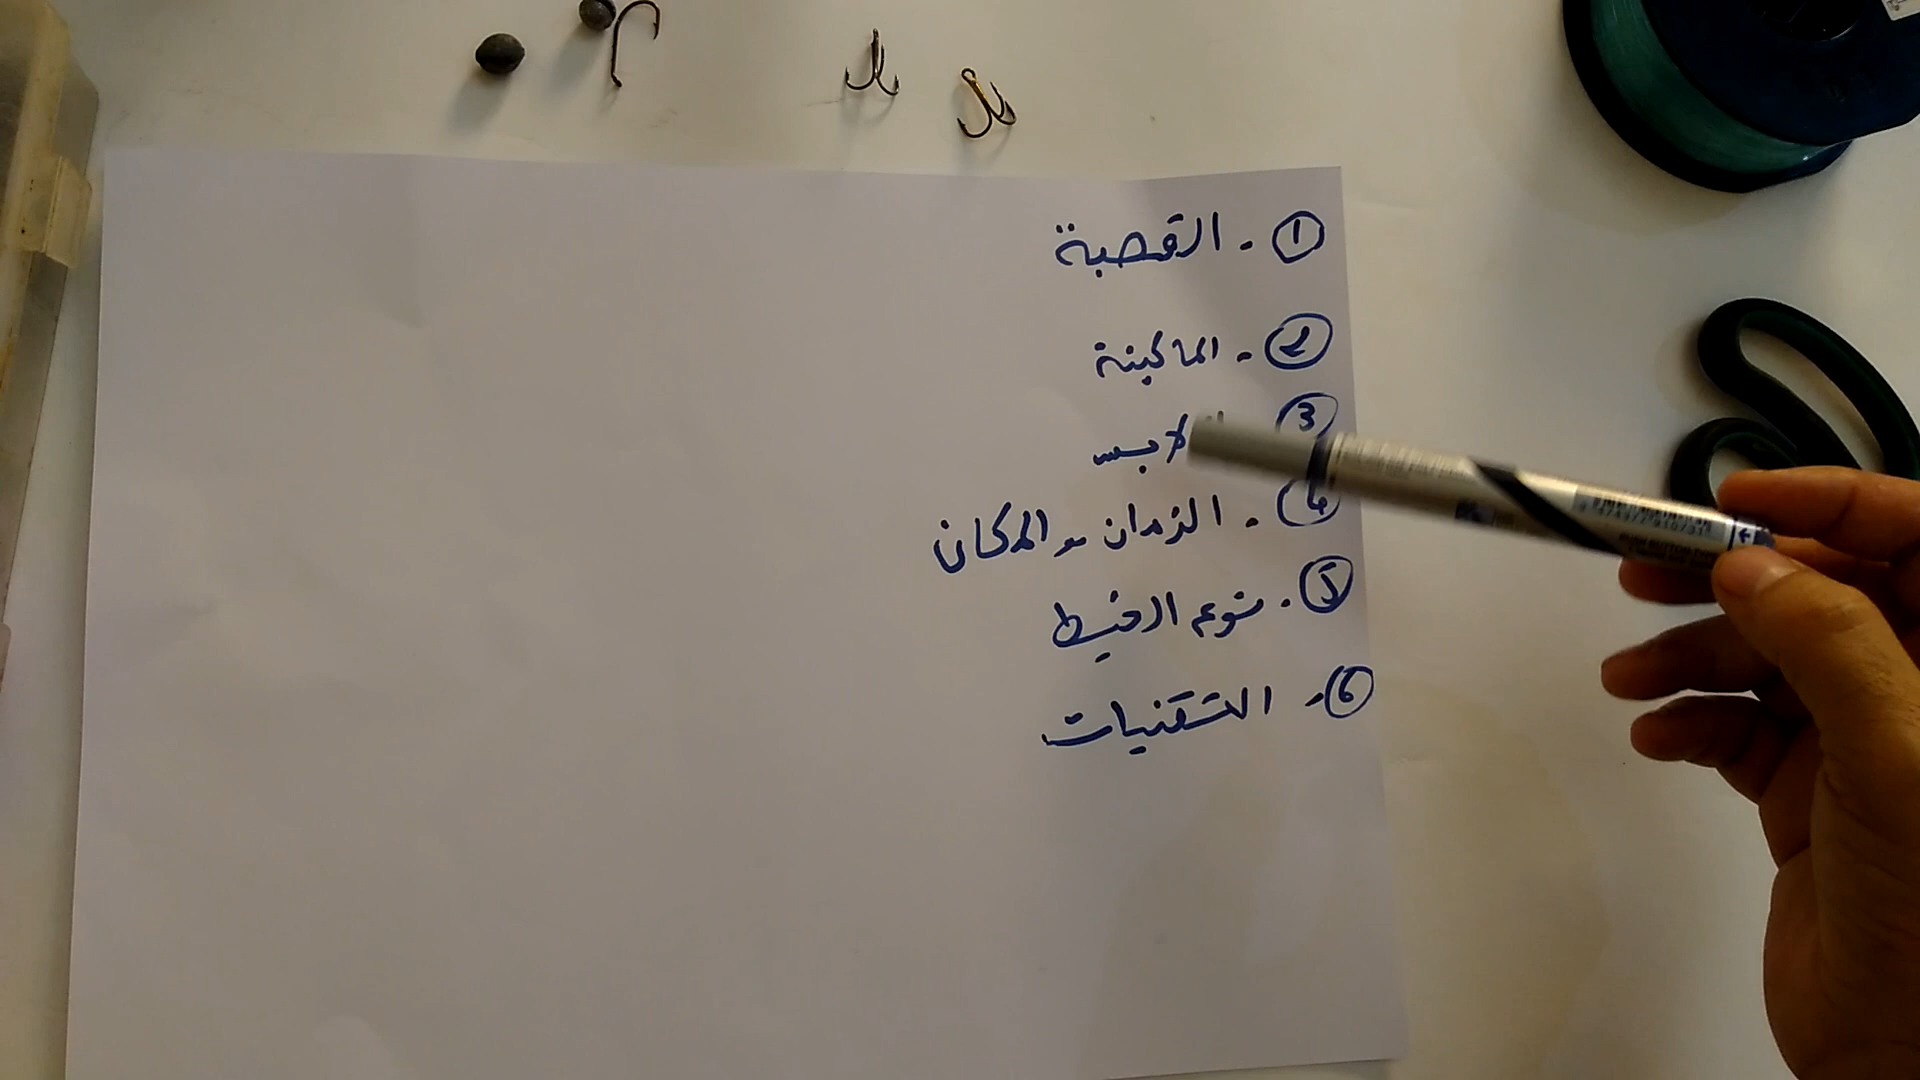 ① - القصبة
② - الماكينة
③
④ - الزمان و المكان
⑤ - نوع الخيط
⑥ - التقنيات